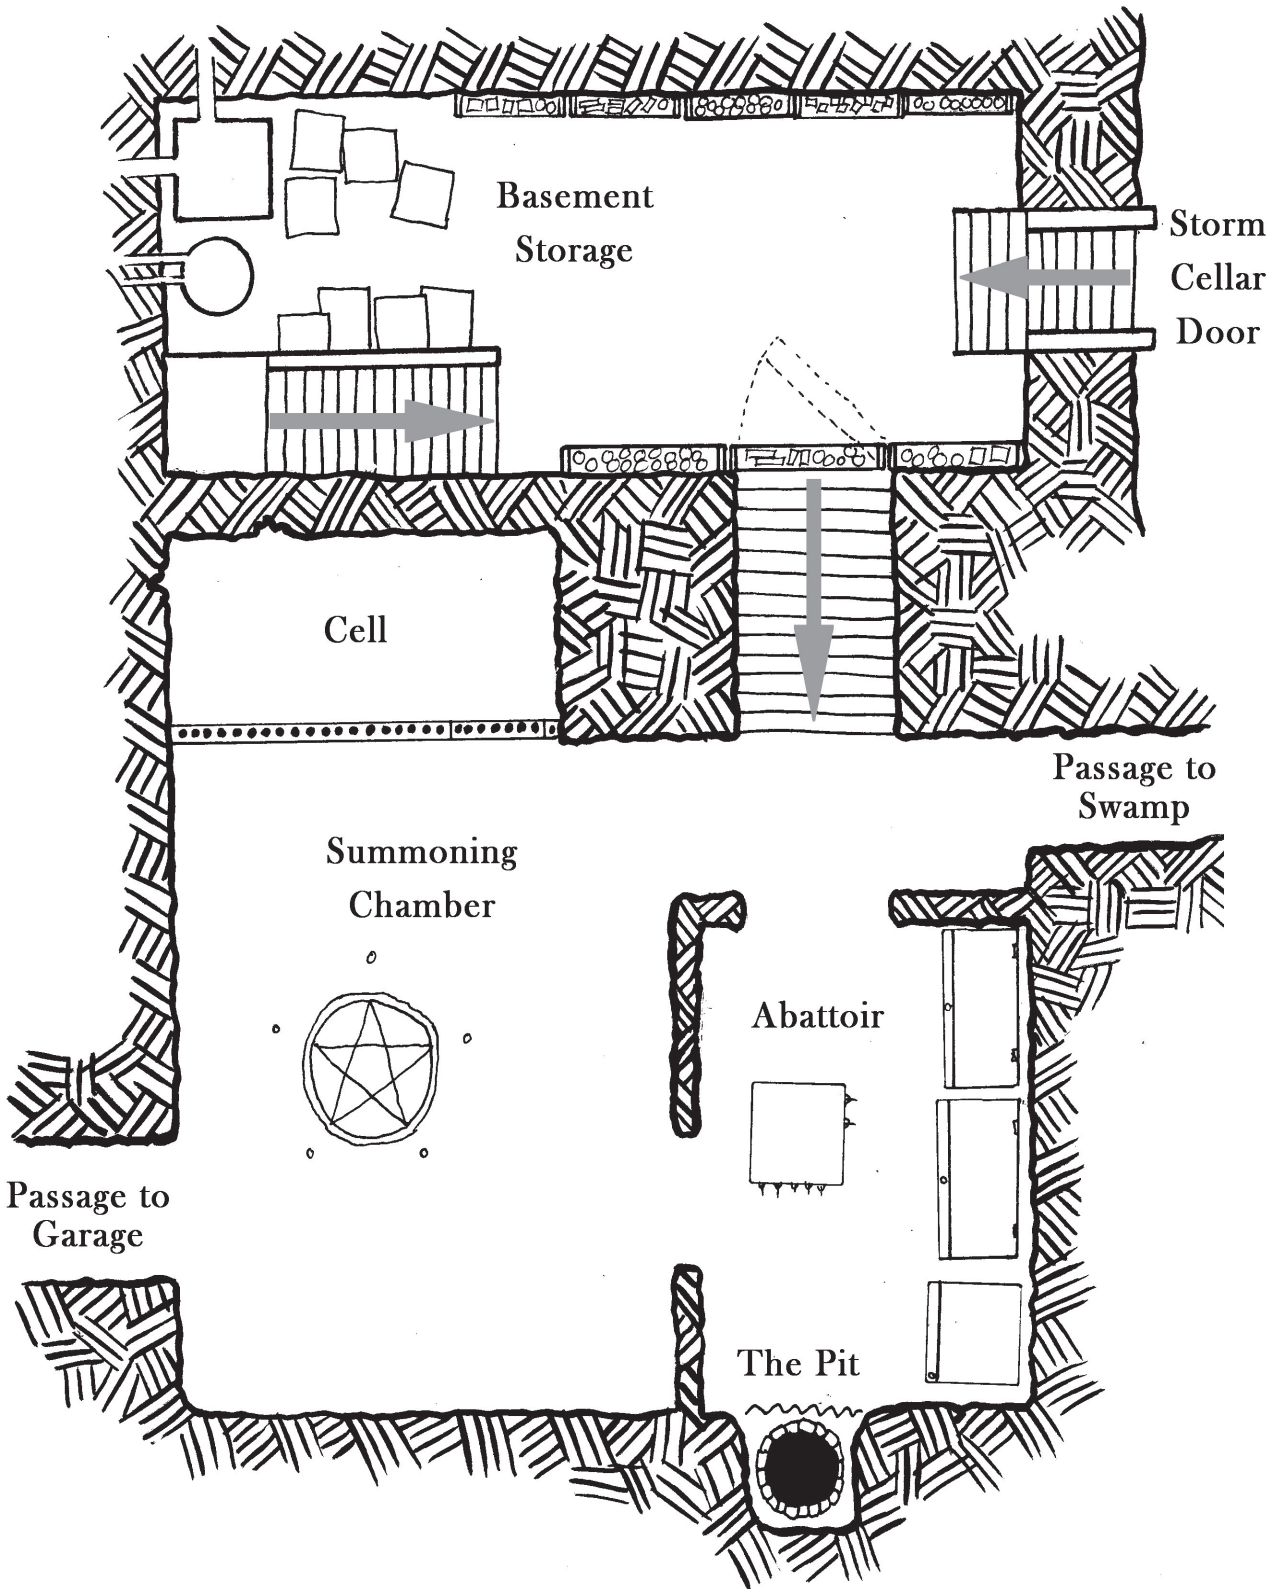 Basement
Storage
Storm
Cellar
Door
Cell
Passage to
Swamp
Summoning
Chamber
Abattoir
Passage to
Garage
The Pit